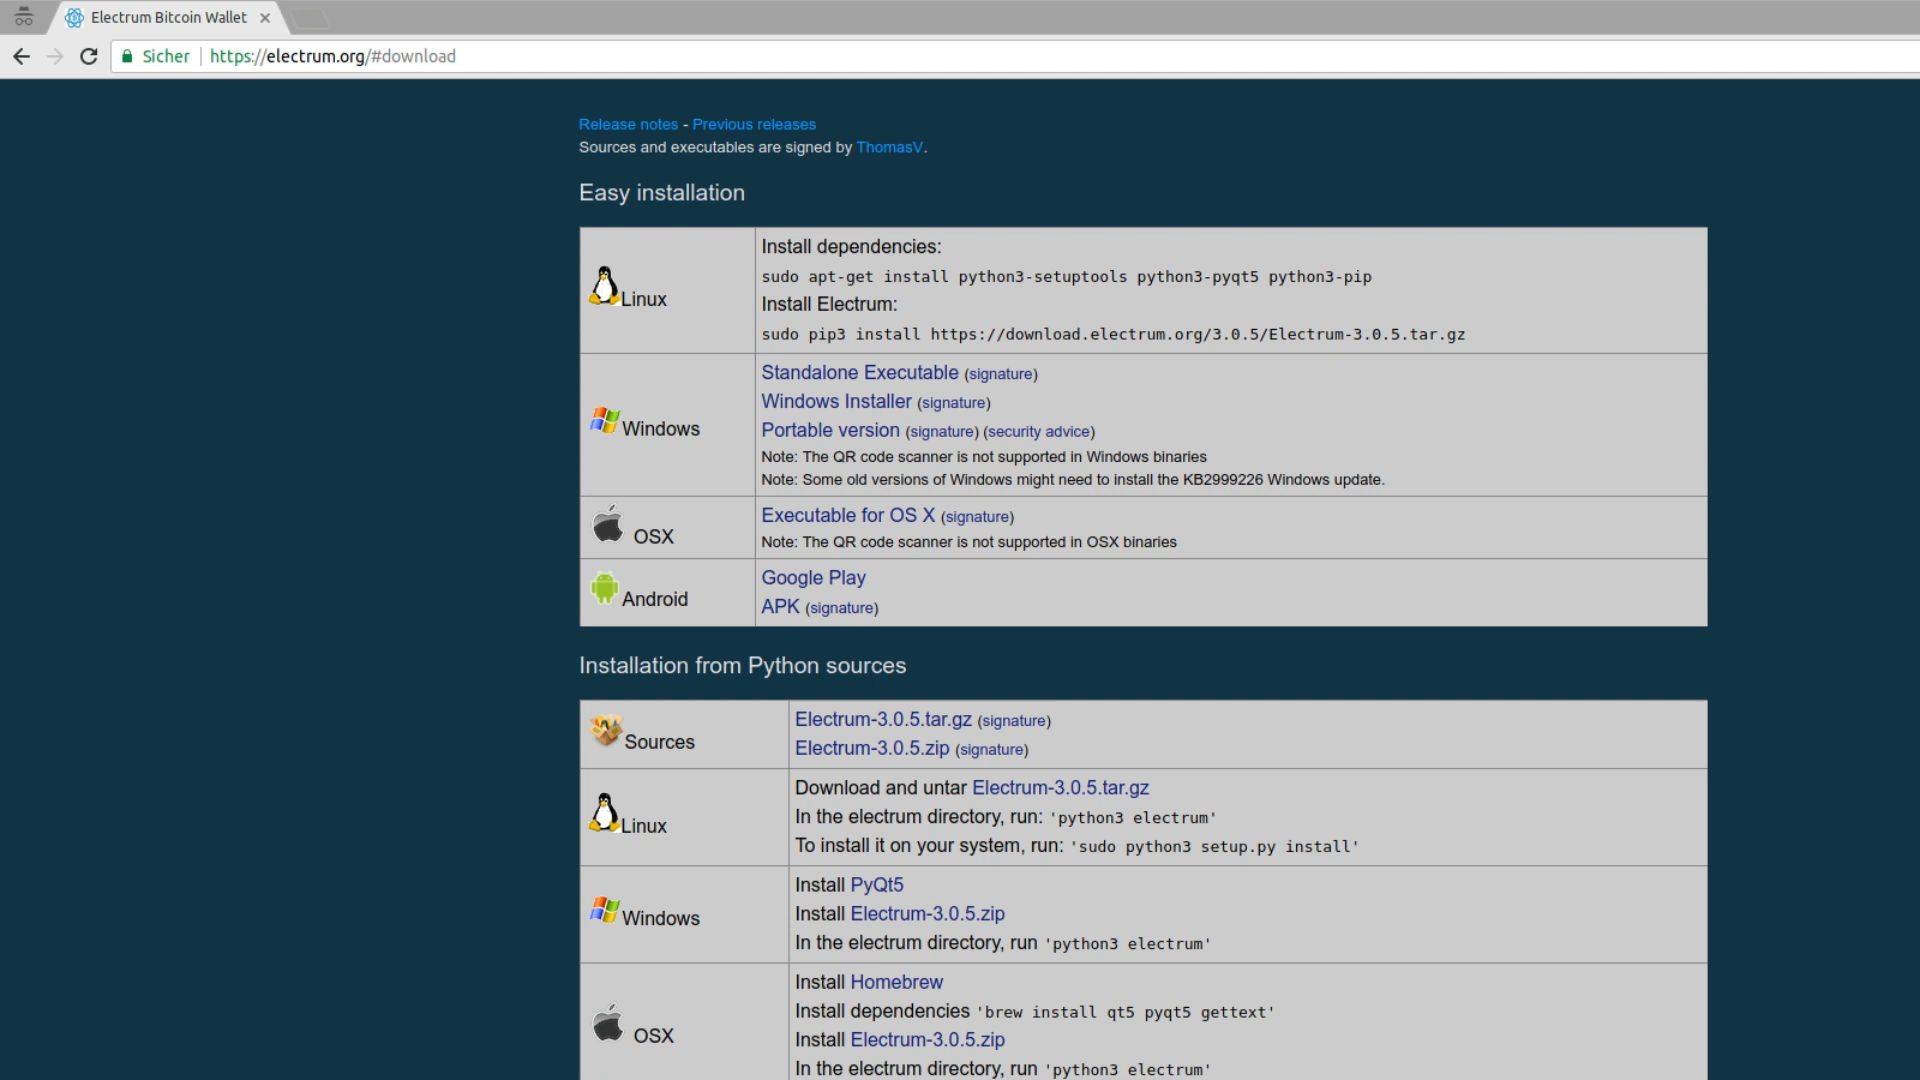 Electrum Bitcoin Wallet
Sicher https://electrum.org/#download
Release notes - Previous releases
Sources and executables are signed by ThomasV.
Easy installation
Linux
Install dependencies:
sudo apt-get install python3-setuptools python3-pyqt5 python3-pip
Install Electrum:
sudo pip3 install https://download.electrum.org/3.0.5/Electrum-3.0.5.tar.gz
Windows
Standalone Executable (signature)
Windows Installer (signature)
Portable version (signature) (security advice)
Note: The QR code scanner is not supported in Windows binaries
Note: Some old versions of Windows might need to install the KB2999226 Windows update.
OSX
Executable for OS X (signature)
Note: The QR code scanner is not supported in OSX binaries
Android
Google Play
APK (signature)
Installation from Python sources
Sources
Electrum-3.0.5.tar.gz (signature)
Electrum-3.0.5.zip (signature)
Linux
Download and untar Electrum-3.0.5.tar.gz
In the electrum directory, run: 'python3 electrum'
To install it on your system, run: 'sudo python3 setup.py install'
Windows
Install PyQt5
Install Electrum-3.0.5.zip
In the electrum directory, run 'python3 electrum'
OSX
Install Homebrew
Install dependencies 'brew install qt5 pyqt5 gettext'
Install Electrum-3.0.5.zip
In the electrum directory, run 'python3 electrum'